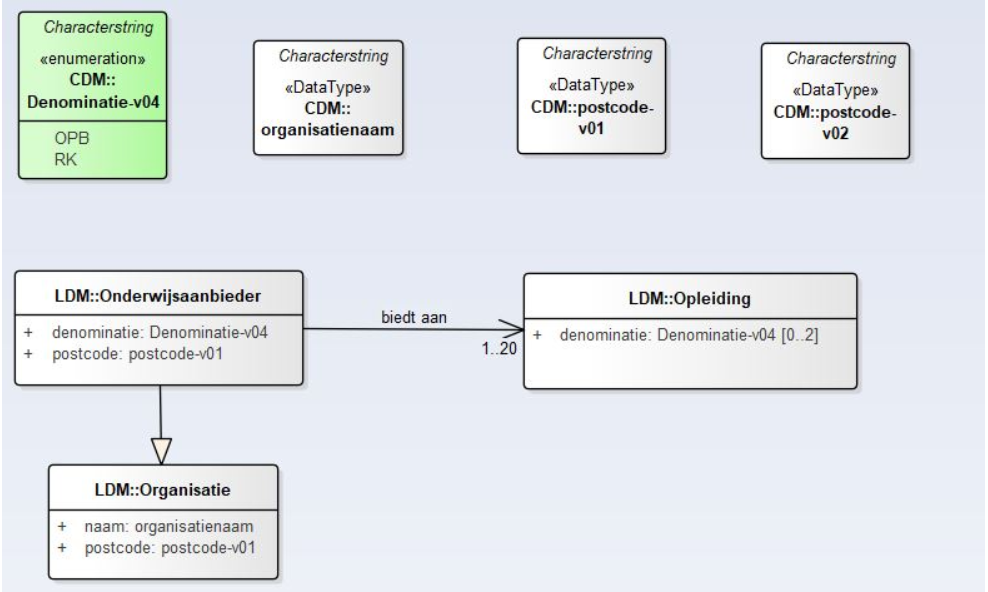 Characterstring
«enumeration»
CDM::
Denominatie-v04
OPB
RK
Characterstring
«DataType»
CDM::
organisatienaam
Characterstring
«DataType»
CDM::postcode-
v01
Characterstring
«DataType»
CDM::postcode-
v02
LDM::Onderwijsaanbieder
+ denominatie: Denominatie-v04
+ postcode: postcode-v01
biedt aan
1..20
LDM::Opleiding
+ denominatie: Denominatie-v04 [0..2]
LDM::Organisatie
+ naam: organisatienaam
+ postcode: postcode-v01